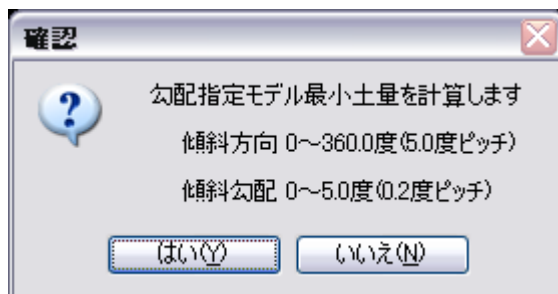 確認
勾配指定モデル最小土量を計算します
傾斜方向 0～360.0度(5.0度ピッチ)
傾斜勾配 0～5.0度(0.2度ピッチ)
はい(Y)
いいえ(N)